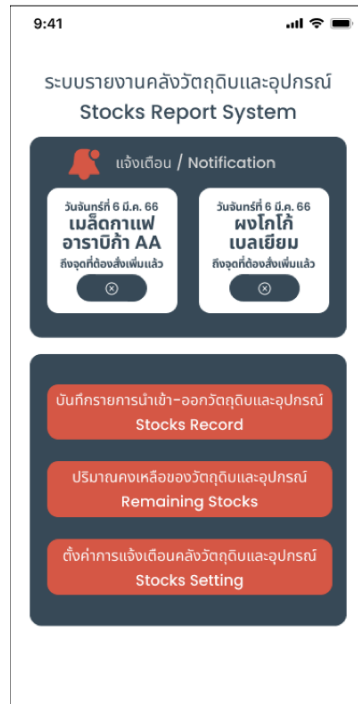 9:41
ระบบรายงานคลังวัตถุดิบและอุปกรณ์
Stocks Report System
แจ้งเตือน / Notification
วันจันทร์ที่ 6 มี.ค. 66
เมล็ดกาแฟ
อาราบิก้า AA
ถึงจุดที่ต้องสั่งเพิ่มแล้ว
วันจันทร์ที่ 6 มี.ค. 66
ผงโกโก้
เบลเยียม
ถึงจุดที่ต้องสั่งเพิ่มแล้ว
บันทึกรายการนำเข้า-ออกวัตถุดิบและอุปกรณ์
Stocks Record
ปริมาณคงเหลือของวัตถุดิบและอุปกรณ์
Remaining Stocks
ตั้งค่าการแจ้งเตือนคลังวัตถุดิบและอุปกรณ์
Stocks Setting